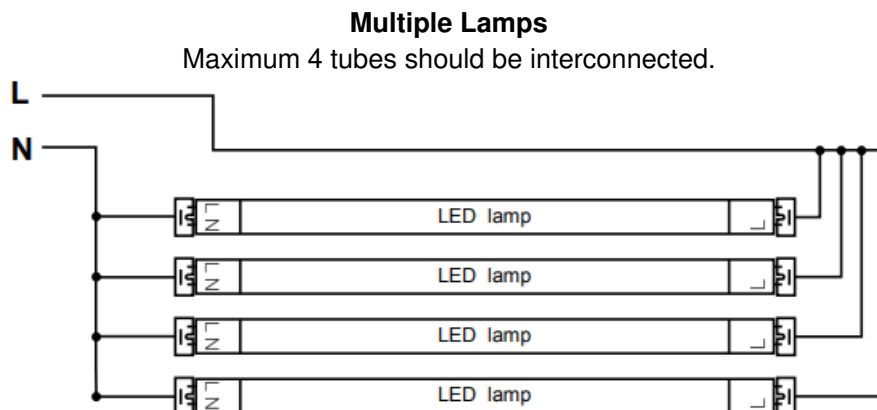 Multiple Lamps
Maximum 4 tubes should be interconnected.
L
N
L N LED lamp L
L N LED lamp L
L N LED lamp L
L N LED lamp L